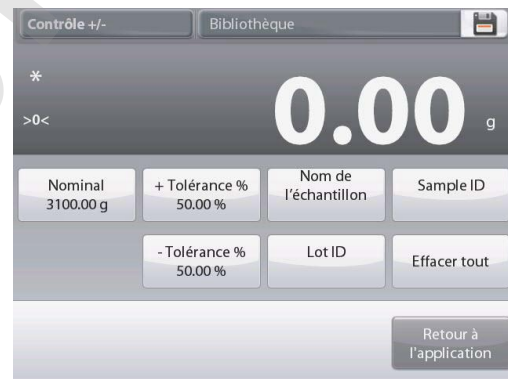 Contrôle +/-
Bibliothèque
*
>0<
0.00 g
Nominal
3100.00 g
+ Tolérance %
50.00 %
Nom de
l'échantillon
Sample ID
- Tolérance %
50.00 %
Lot ID
Effacer tout
Retour à
l'application